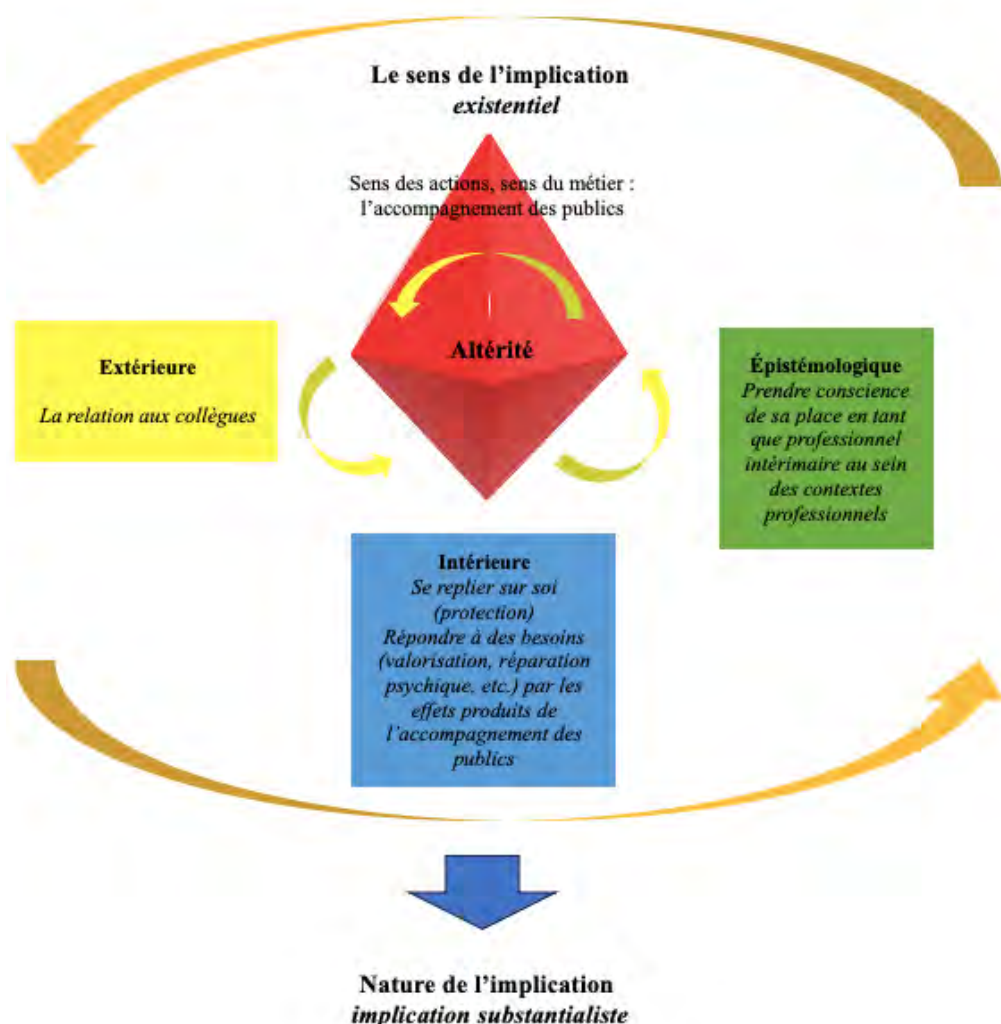 Le sens de l’implication
existentiel
Sens des actions, sens du métier :
l’accompagnement des publics
Altérité
Extérieure
La relation aux collègues
Épistémologique
Prendre conscience
de sa place en tant
que professionnel
intérimaire au sein
des contextes
professionnels
Intérieure
Se replier sur soi
(protection)
Répondre à des besoins
(valorisation, réparation
psychique, etc.) par les
effets produits de
l’accompagnement des
publics
Nature de l’implication
implication substantialiste